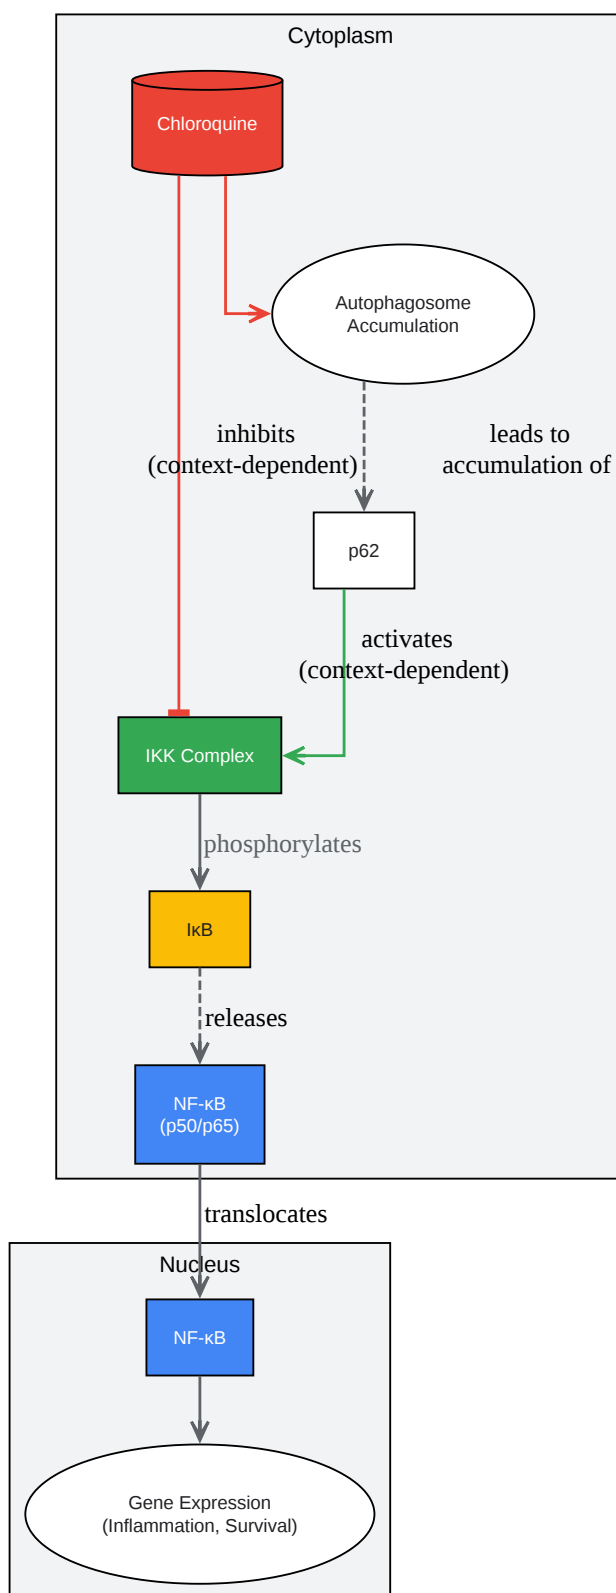 Cytoplasm
Chloroquine
Autophagosome
Accumulation
inhibits
(context-dependent)
leads to
accumulation of
p62
activates
(context-dependent)
IKK Complex
phosphorylates
IκB
releases
NF-κB
(p50/p65)
translocates
Nucleus
NF-κB
Gene Expression
(Inflammation, Survival)